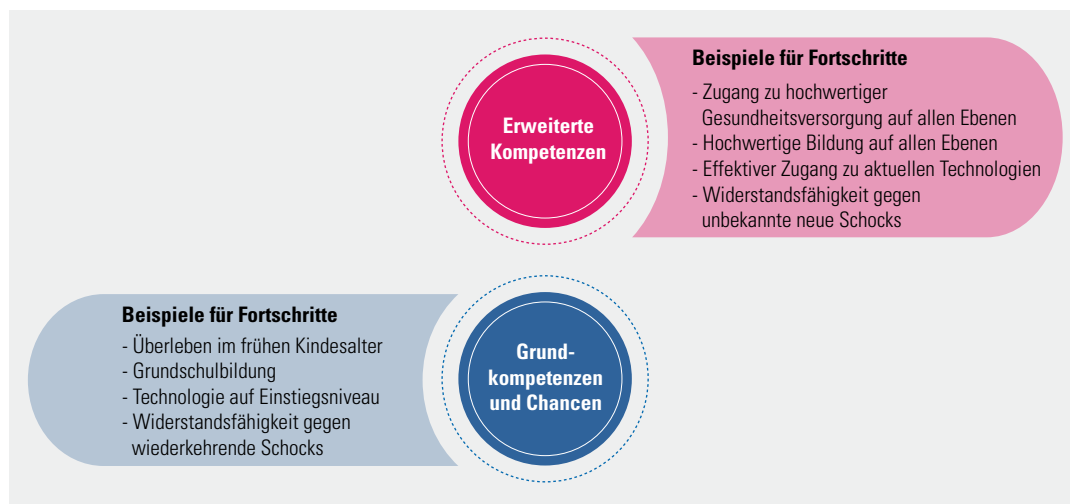 Erweiterte
Kompetenzen
Beispiele für Fortschritte
- Zugang zu hochwertiger
Gesundheitsversorgung auf allen Ebenen
- Hochwertige Bildung auf allen Ebenen
- Effektiver Zugang zu aktuellen Technologien
- Widerstandsfähigkeit gegen
unbekannte neue Schocks
Beispiele für Fortschritte
- Überleben im frühen Kindesalter
- Grundschulbildung
- Technologie auf Einstiegsniveau
- Widerstandsfähigkeit gegen
wiederkehrende Schocks
Grund-
kompetenzen
und Chancen